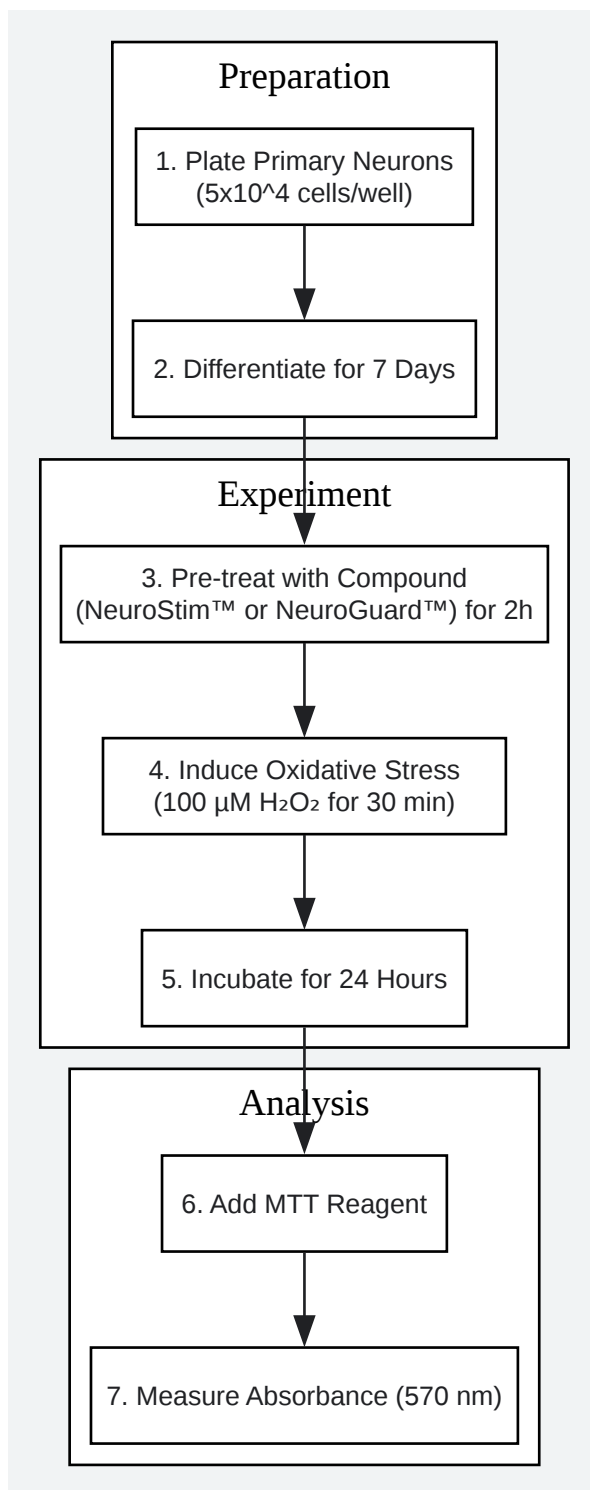 Preparation
1. Plate Primary Neurons
(5x10^4 cells/well)
2. Differentiate for 7 Days
Experiment
3. Pre-treat with Compound
(NeuroStim™ or NeuroGuard™) for 2h
4. Induce Oxidative Stress
(100 µM H₂O₂ for 30 min)
5. Incubate for 24 Hours
Analysis
6. Add MTT Reagent
7. Measure Absorbance (570 nm)